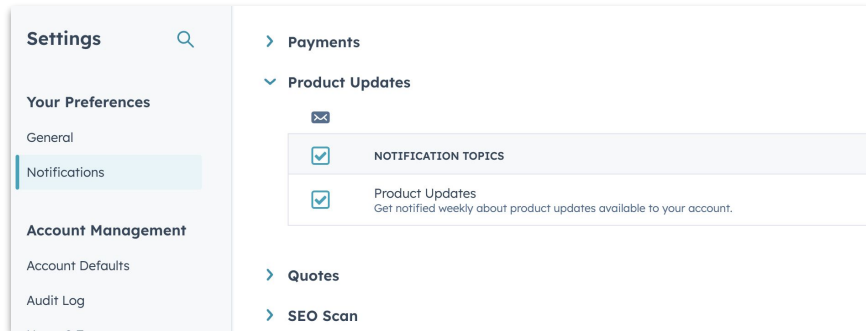 Settings
Your Preferences
General
Notifications
Account Management
Account Defaults
Audit Log
Payments
Product Updates
NOTIFICATION TOPICS
Product Updates
Get notified weekly about product updates available to your account.
Quotes
SEO Scan